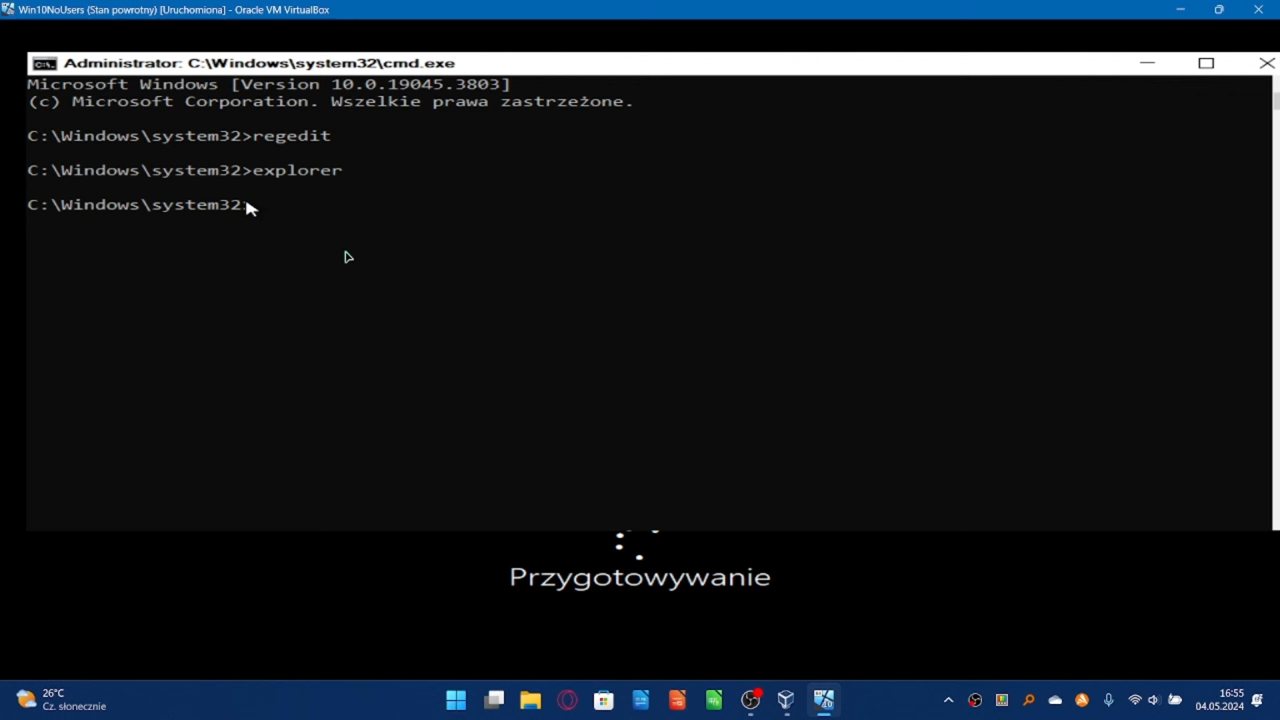 Win10NoUsers (Stan powrotny) [Uruchomiona] - Oracle VM VirtualBox
Administrator: C:\Windows\system32\cmd.exe
Microsoft Windows [Version 10.0.19045.3803]
(c) Microsoft Corporation. Wszelkie prawa zastrzeżone.
C:\Windows\system32>regedit
C:\Windows\system32>explorer
C:\Windows\system32>
Przygotowywanie
26°C
Cz. słonecznie
16:55
04.05.2024